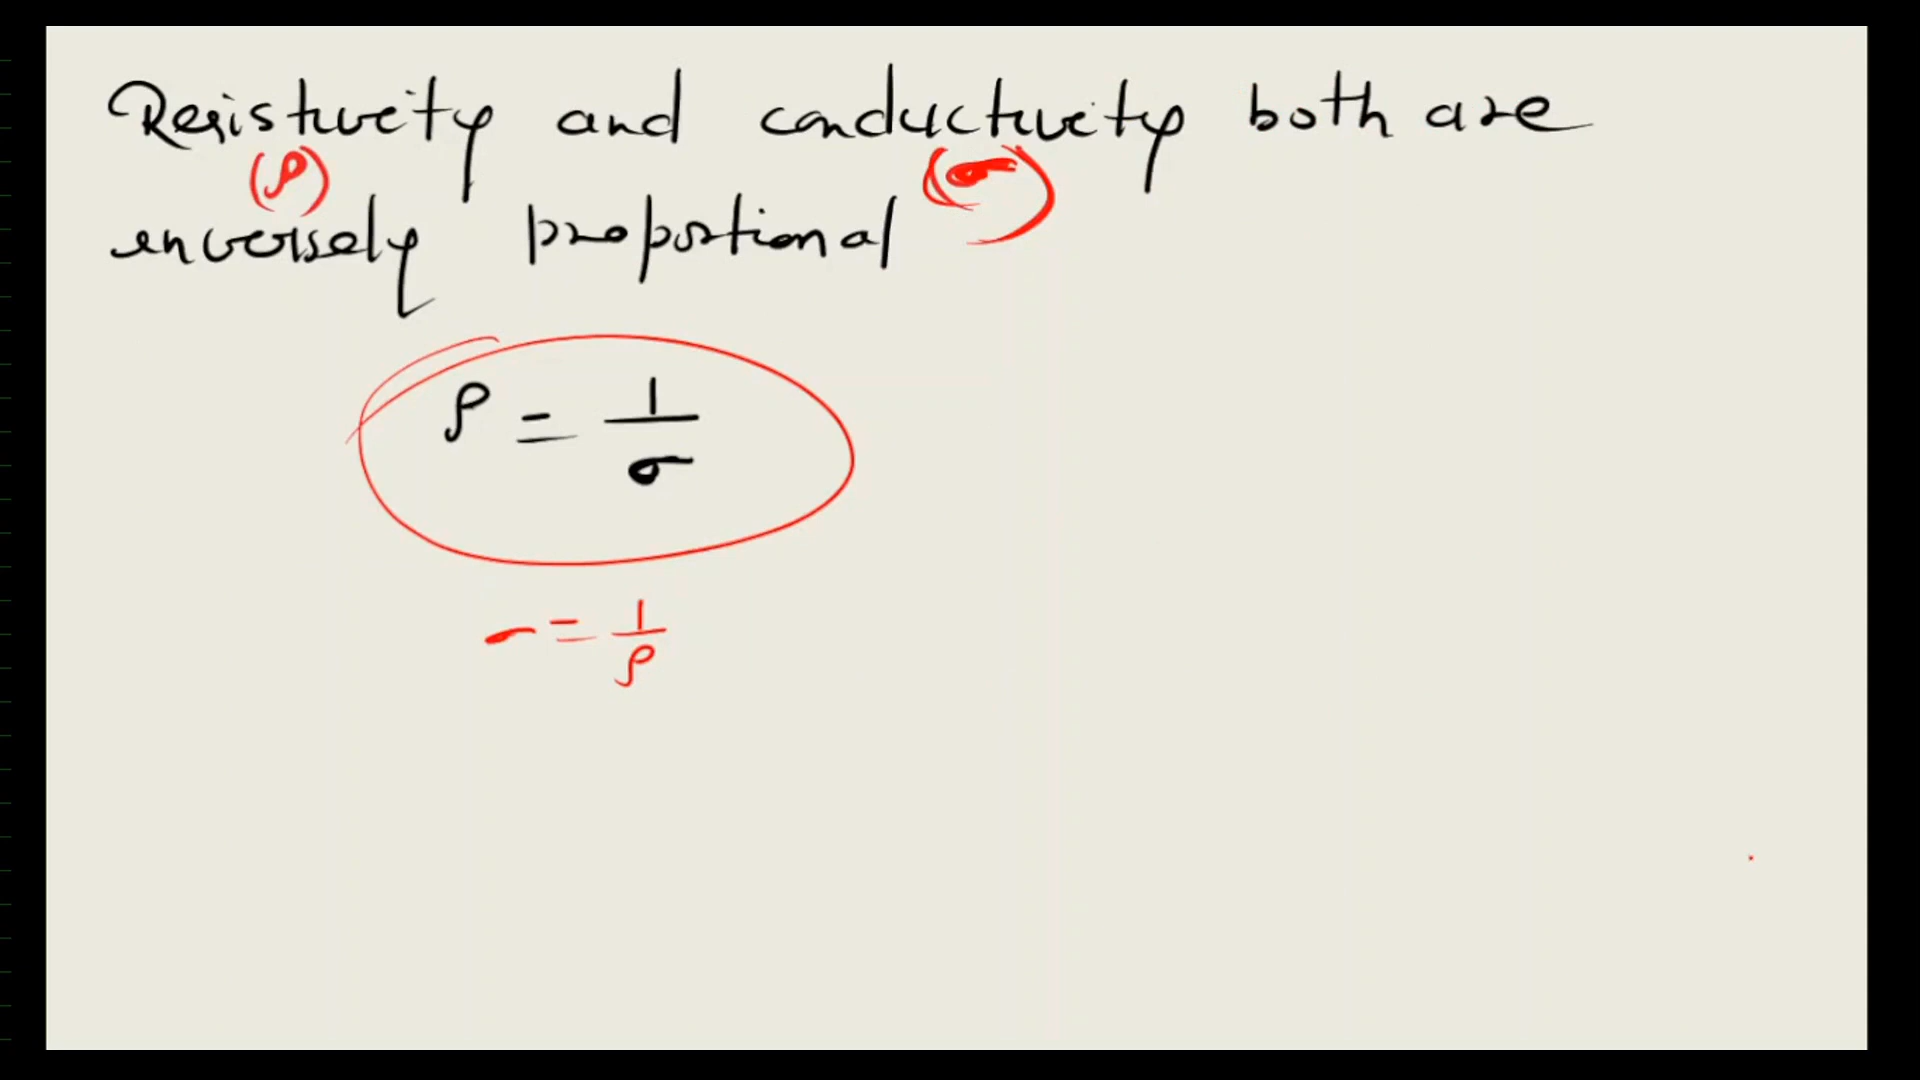 Resistivity and conductivity both are
(ρ) (σ)
inversely proportional
ρ = 1/σ
σ = 1/ρ